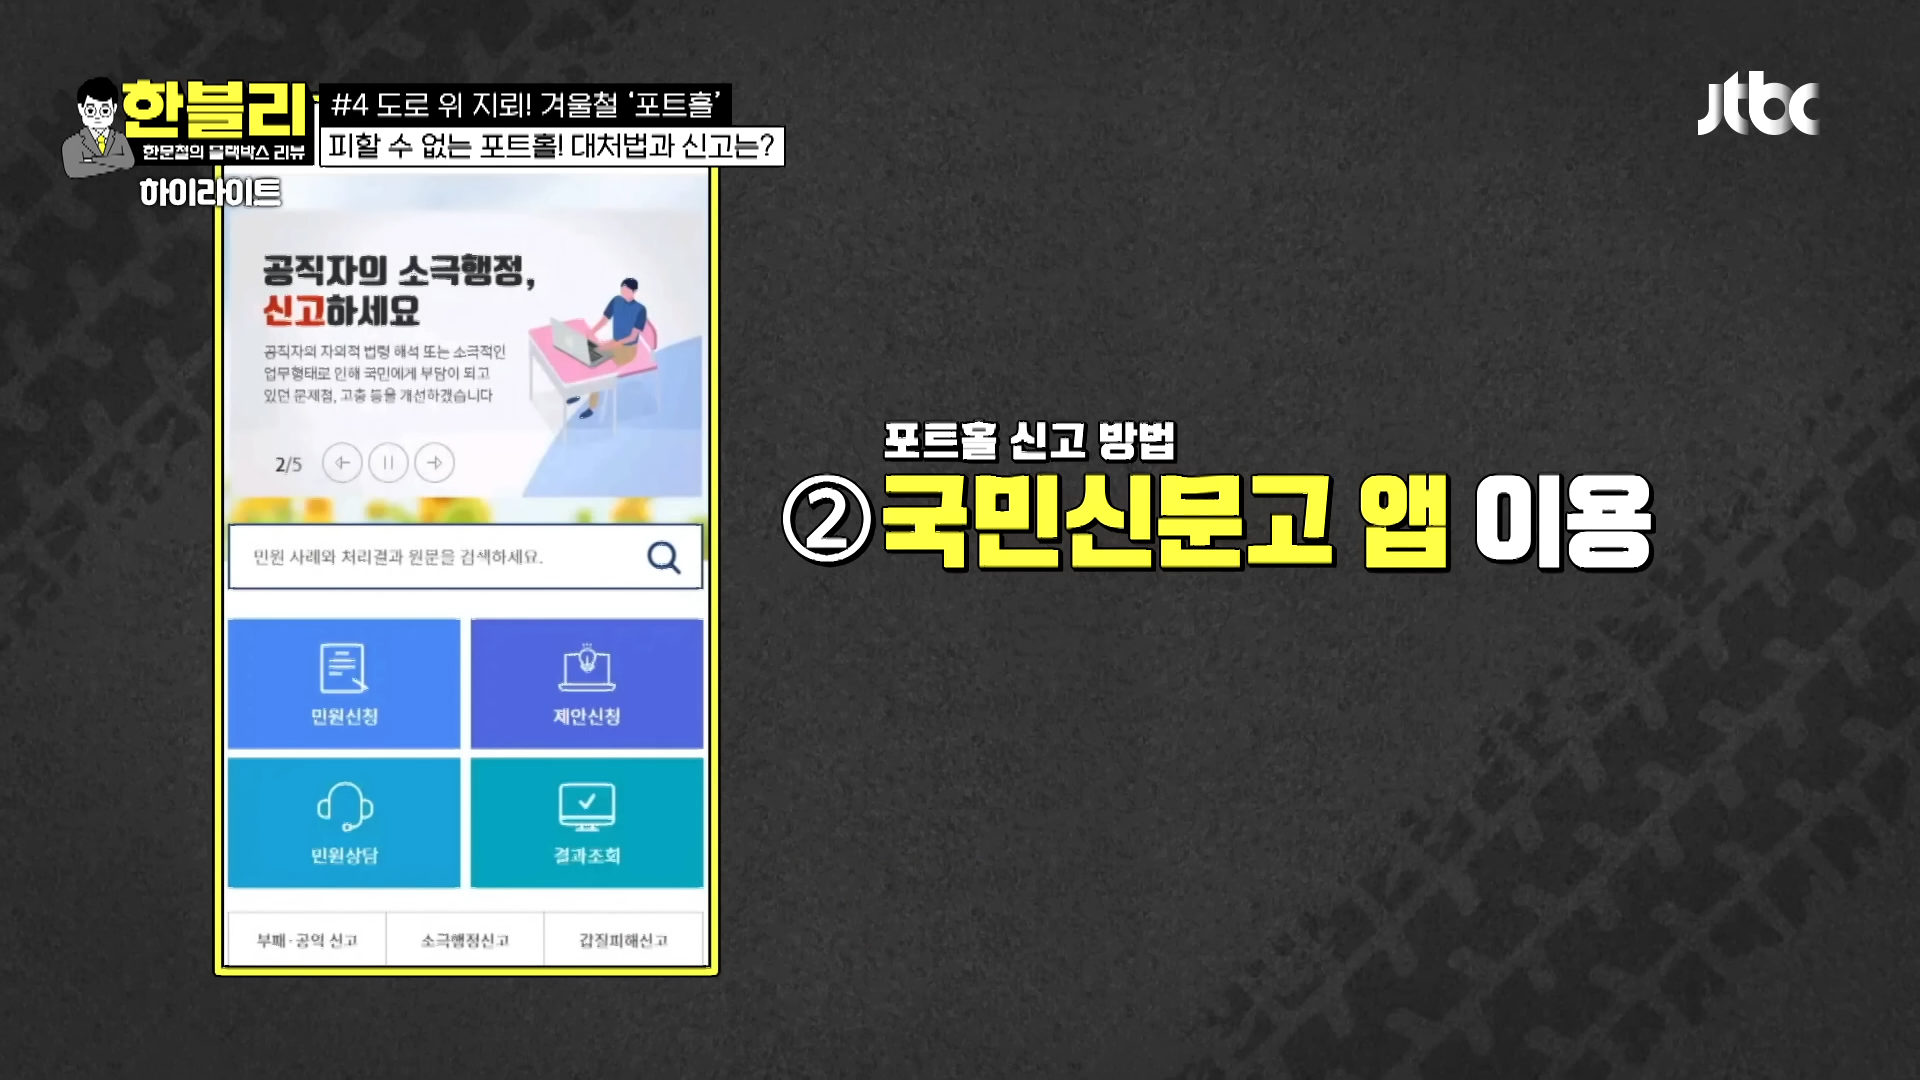 한블리
한문철의 블랙박스 리뷰
하이라이트
#4 도로 위 지뢰! 겨울철 ‘포트홀’
피할 수 없는 포트홀! 대처법과 신고는?
jtbc
공직자의 소극행정,
신고하세요
공직자의 자의적 법령 해석 또는 소극적인
업무형태로 인해 국민에게 부담이 되고
있던 문제점, 고충 등을 개선하겠습니다
2/5
민원 사례와 처리결과 원문을 검색하세요.
민원신청
제안신청
민원상담
결과조회
부패·공익 신고
소극행정신고
갑질피해신고
포트홀 신고 방법
②국민신문고 앱 이용